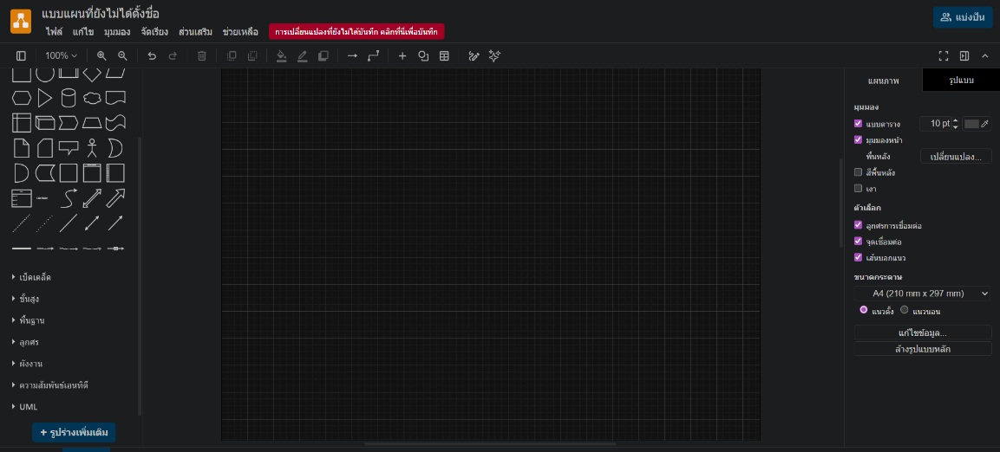 แบบแผนที่ยังไม่ได้ตั้งชื่อ
แบ่งปัน
ไฟล์ แก้ไข มุมมอง จัดเรียง ส่วนเสริม ช่วยเหลือ การเปลี่ยนแปลงที่ยังไม่ได้บันทึก คลิกที่นี่เพื่อบันทึก
100%
แผนภาพ รูปแบบ
มุมมอง
แบบตาราง 10 pt
มุมมองหน้า
พื้นหลัง เปลี่ยนแปลง...
สีพื้นหลัง
เงา
ตัวเลือก
ลูกศรการเชื่อมต่อ
จุดเชื่อมต่อ
เส้นบอกแนว
ขนาดกระดาษ
A4 (210 mm x 297 mm)
แนวตั้ง แนวนอน
แก้ไขข้อมูล...
ล้างรูปแบบหลัก
เบ็ดเตล็ด
ขั้นสูง
พื้นฐาน
ลูกศร
ผังงาน
ความสัมพันธ์เอนทิตี
UML
+ รูปร่างเพิ่มเติม